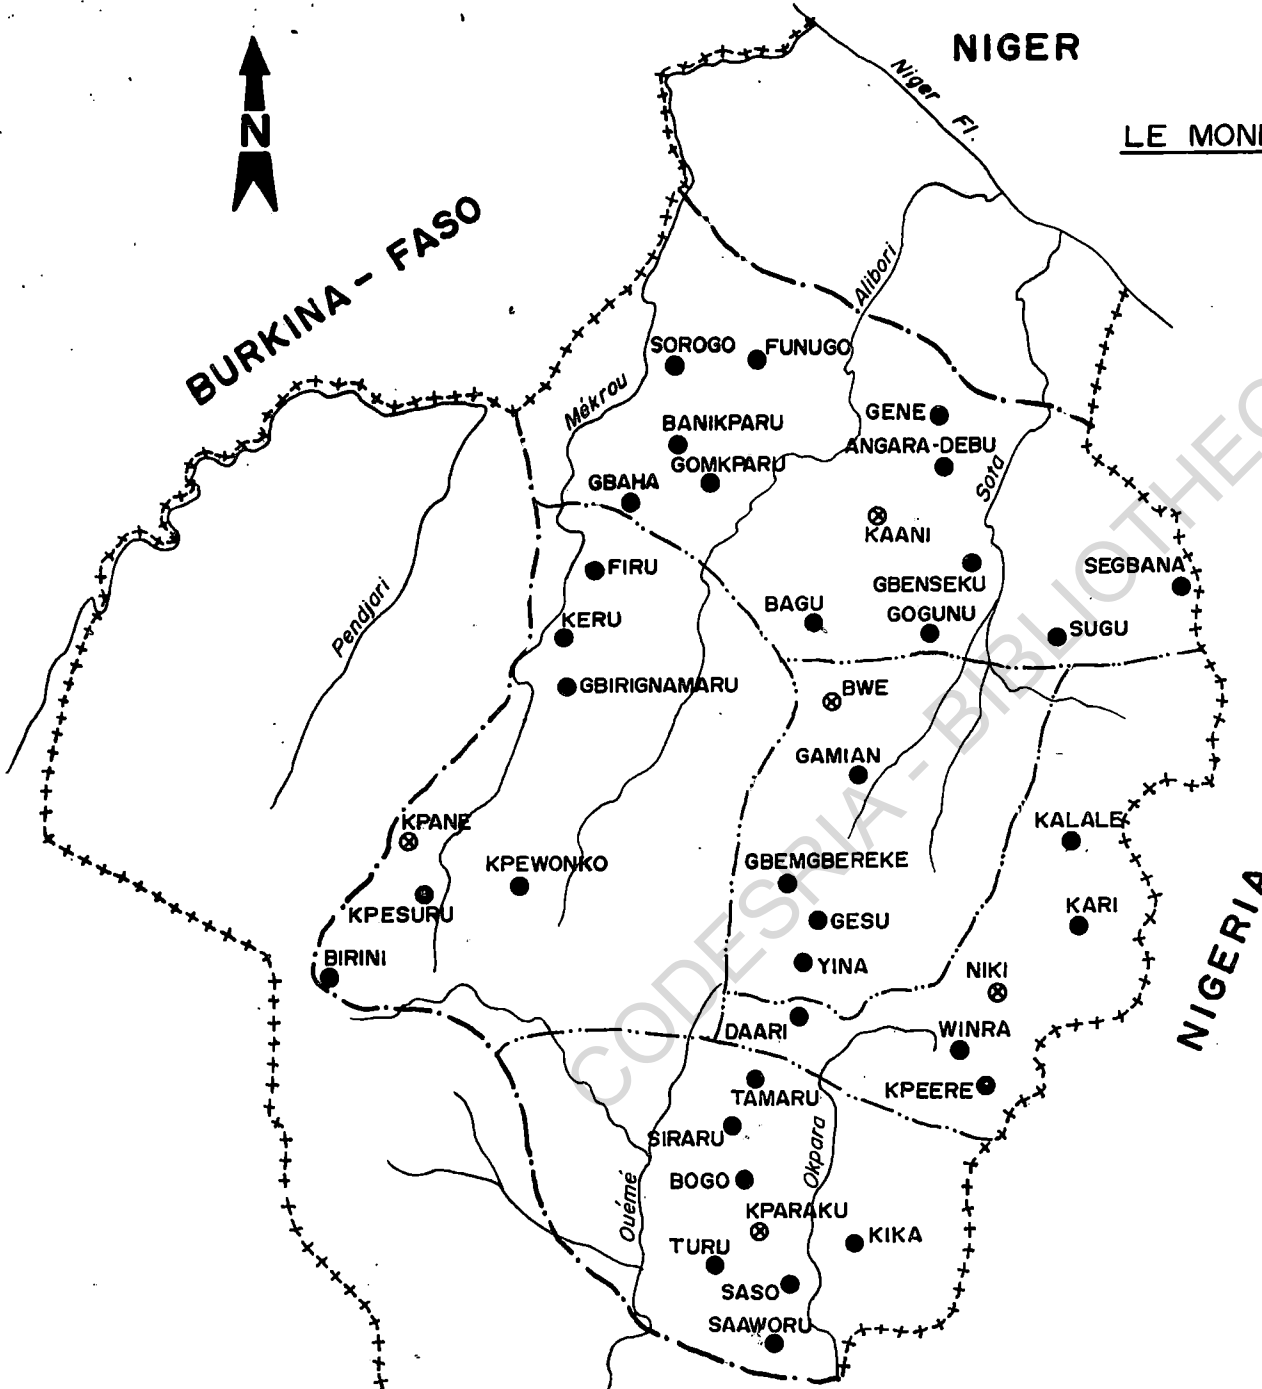 NIGER
Niger Fl.
LE MON
N
BURKINA - FASO
Alibori
SOROGO
FUNUGO
Mékrou
GENE
BANIKPARU
ANGARA-DEBU
GOMKPARU
Sota
GBAHA
KAANI
FIRU
SEGBANA
GBENSEKU
Pendjari
BAGU
GOGUNU
KERU
SUGU
GBIRIGNAMARU
BWE
GAMIAN
KPANE
KALALE
KPEWONKO
GBEMGBEREKE
KPESURU
GESU
KARI
NIGERIA
BIRINI
YINA
NIKI
DAARI
WINRA
KPEERE
TAMARU
SIRARU
Okpara
BOGO
Ouémé
KPARAKU
KIKA
TURU
SASO
SAAWORU
CODESRIA - BIBLIOTHE